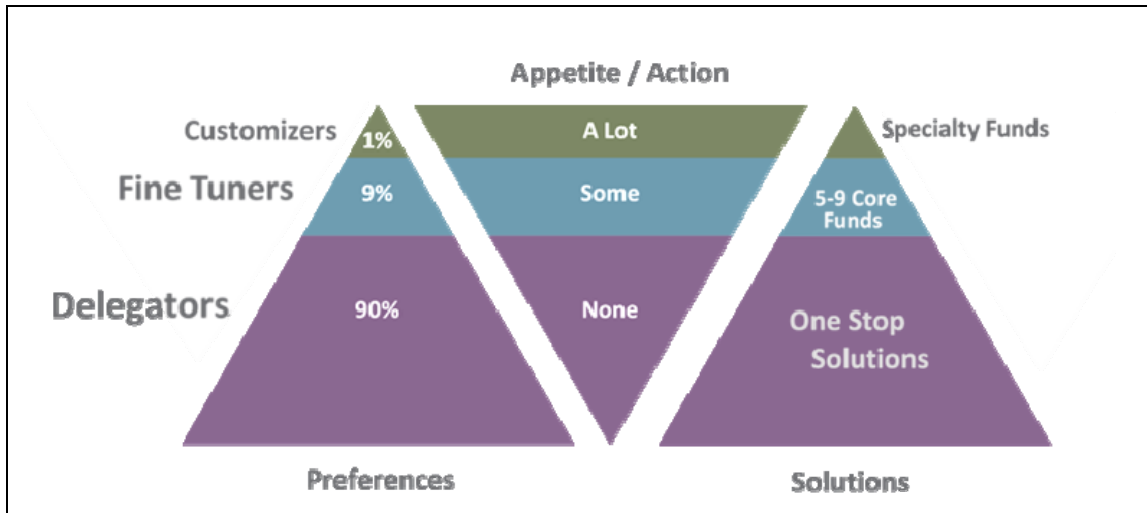 Appetite / Action
Customizers
1%
A Lot
Specialty Funds
Fine Tuners
9%
Some
5-9 Core
Funds
Delegators
90%
None
One Stop
Solutions
Preferences
Solutions